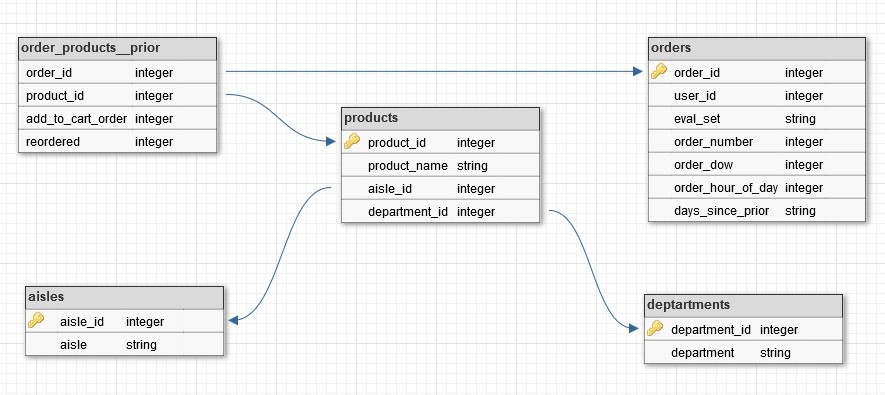 order_products__prior
order_id integer
product_id integer
add_to_cart_order integer
reordered integer
products
product_id integer
product_name string
aisle_id integer
department_id integer
orders
order_id integer
user_id integer
eval_set string
order_number integer
order_dow integer
order_hour_of_day integer
days_since_prior string
aisles
aisle_id integer
aisle string
deptartments
department_id integer
department string